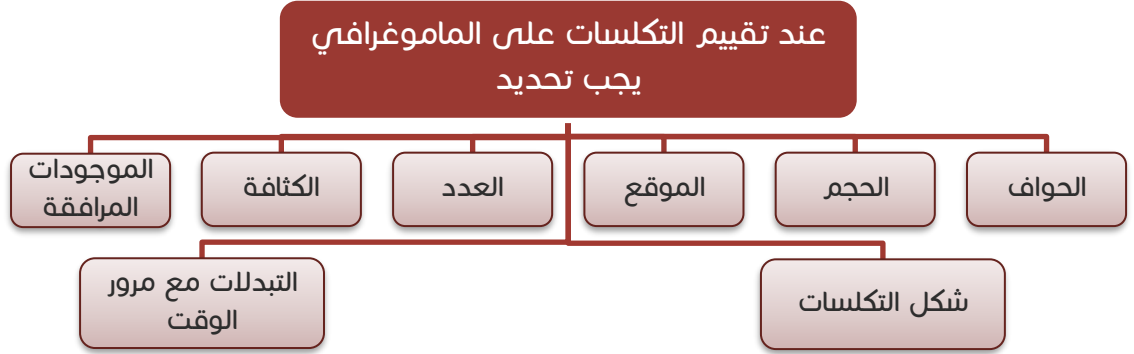 عند تقييم التكلسات على الماموغرافي
يجب تحديد
الحواف
الحجم
الموقع
العدد
الكثافة
الموجودات
المرافقة
شكل التكلسات
التبدلات مع مرور
الوقت